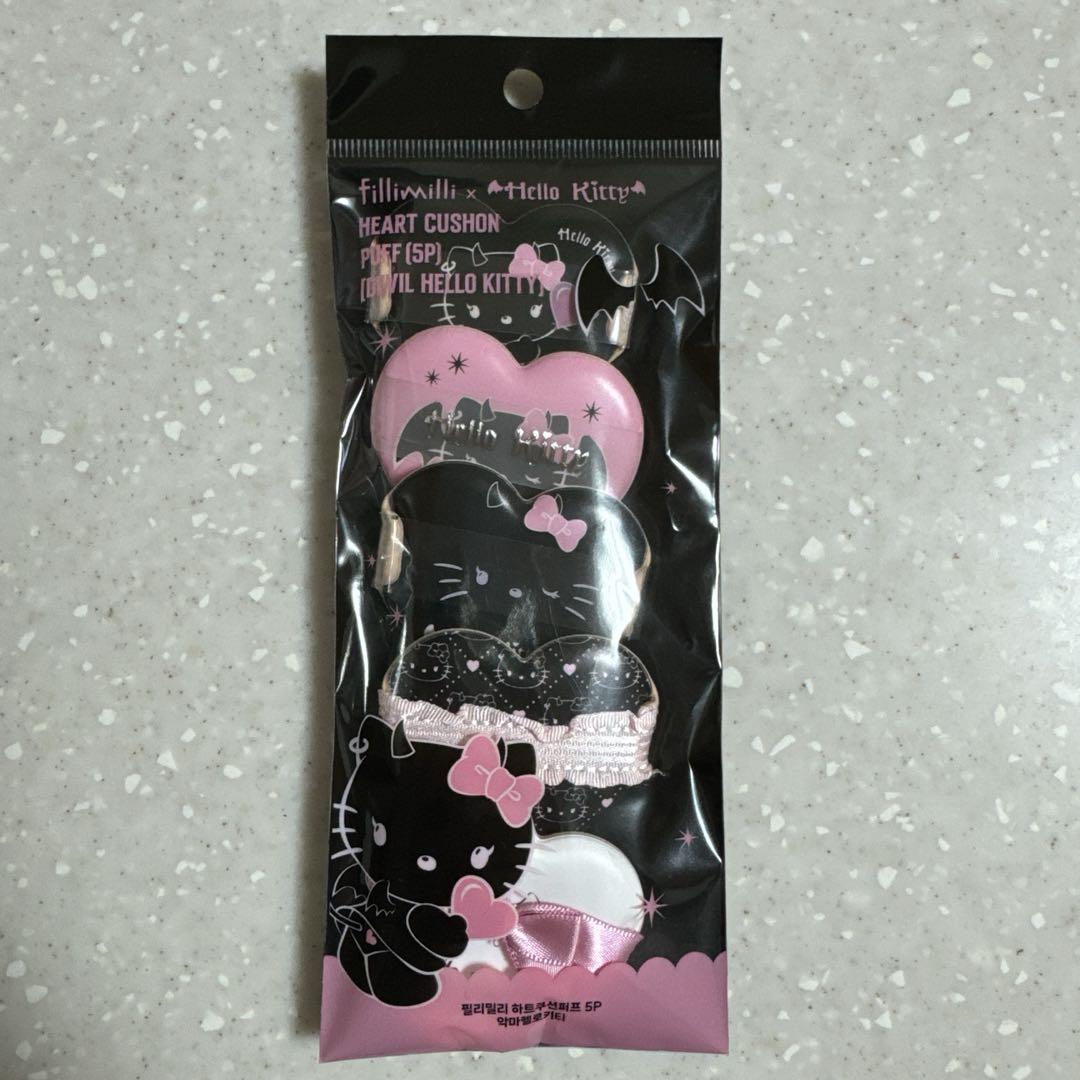 fillimilli x Hello Kitty
HEART CUSHON
PUFF (5P)
(DEVIL HELLO KITTY)
Hello Kitty
Hello Kitty
필리밀리 하트쿠션퍼프 5P
악마헬로키티